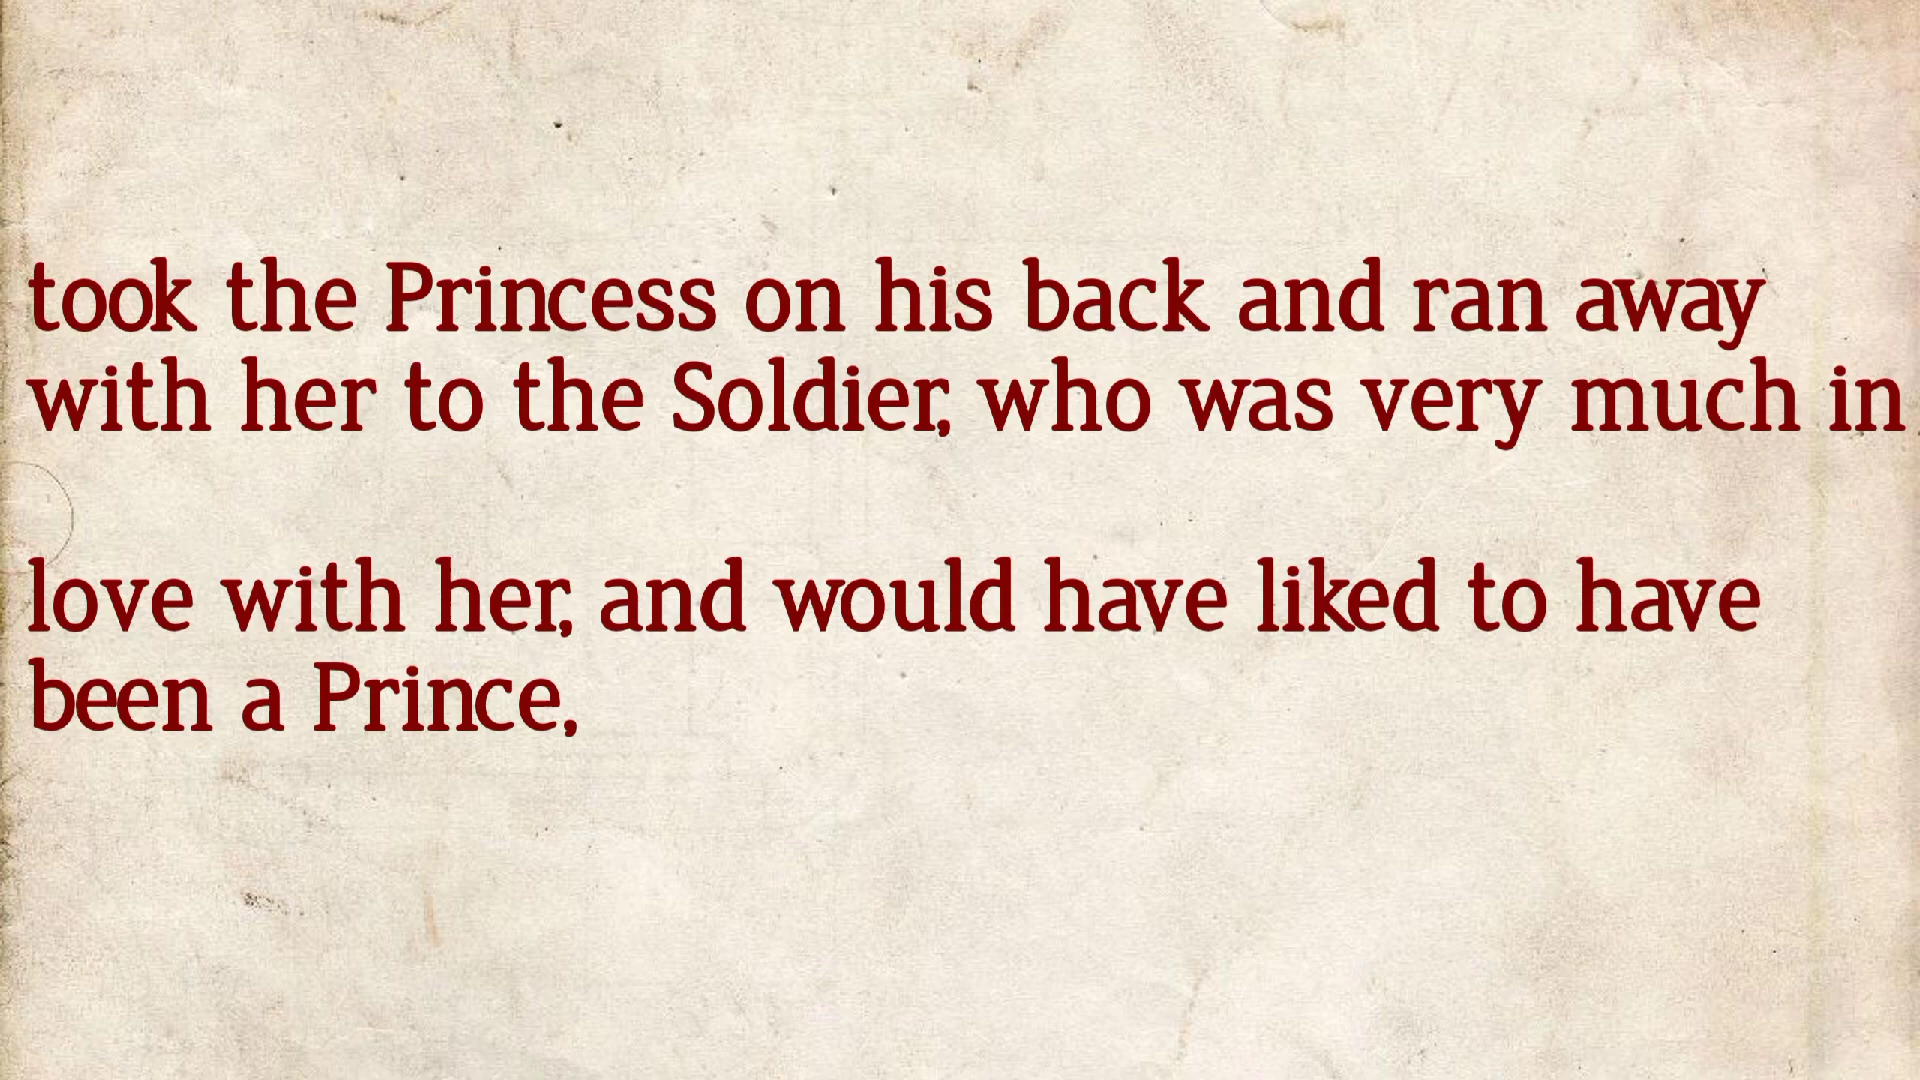 took the Princess on his back and ran away
with her to the Soldier, who was very much in
love with her, and would have liked to have
been a Prince,